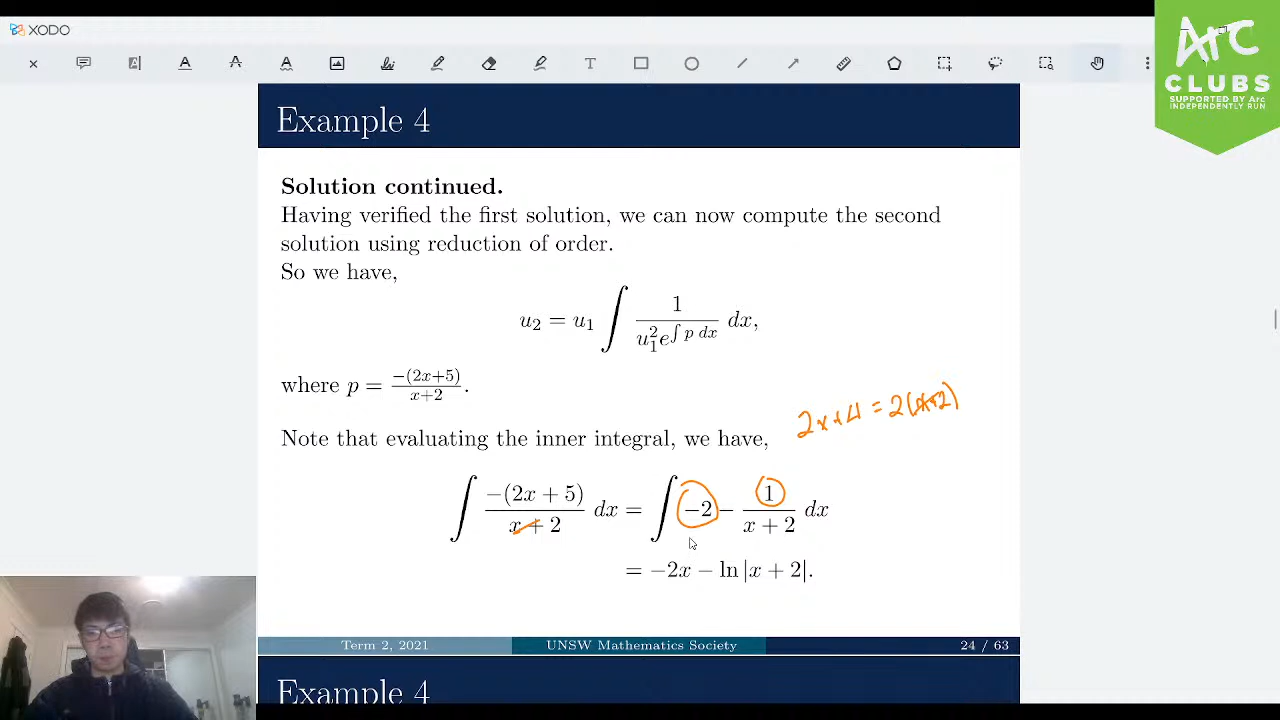 XODO
Arc
CLUBS
SUPPORTED BY Arc
INDEPENDENTLY RUN
Example 4
Solution continued.
Having verified the first solution, we can now compute the second
solution using reduction of order.
So we have,
u₂ = u₁ ∫ 1 / (u₁² e^{∫ p dx}) dx,
where p = −(2x+5) / x+2.
2x+4 = 2(x+2)
Note that evaluating the inner integral, we have,
∫ −(2x + 5) / x + 2 dx = ∫ −2 − 1 / x + 2 dx
= −2x − ln |x + 2|.
Term 2, 2021 UNSW Mathematics Society 24 / 63
Example 4